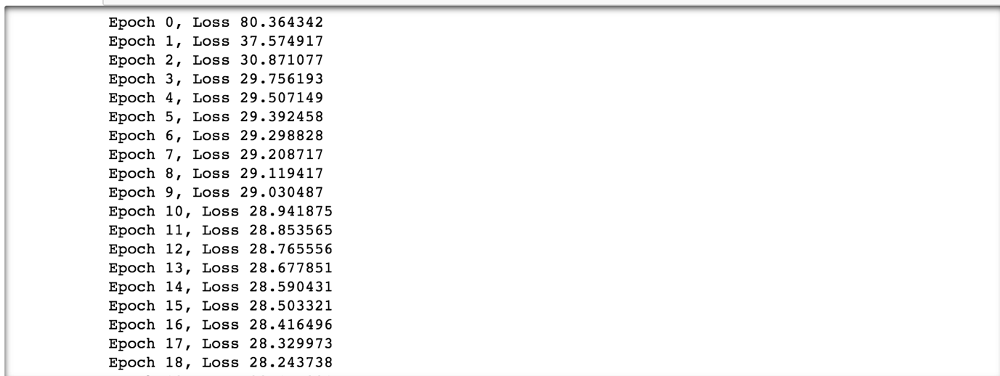 Epoch 0, Loss 80.364342
Epoch 1, Loss 37.574917
Epoch 2, Loss 30.871077
Epoch 3, Loss 29.756193
Epoch 4, Loss 29.507149
Epoch 5, Loss 29.392458
Epoch 6, Loss 29.298828
Epoch 7, Loss 29.208717
Epoch 8, Loss 29.119417
Epoch 9, Loss 29.030487
Epoch 10, Loss 28.941875
Epoch 11, Loss 28.853565
Epoch 12, Loss 28.765556
Epoch 13, Loss 28.677851
Epoch 14, Loss 28.590431
Epoch 15, Loss 28.503321
Epoch 16, Loss 28.416496
Epoch 17, Loss 28.329973
Epoch 18, Loss 28.243738